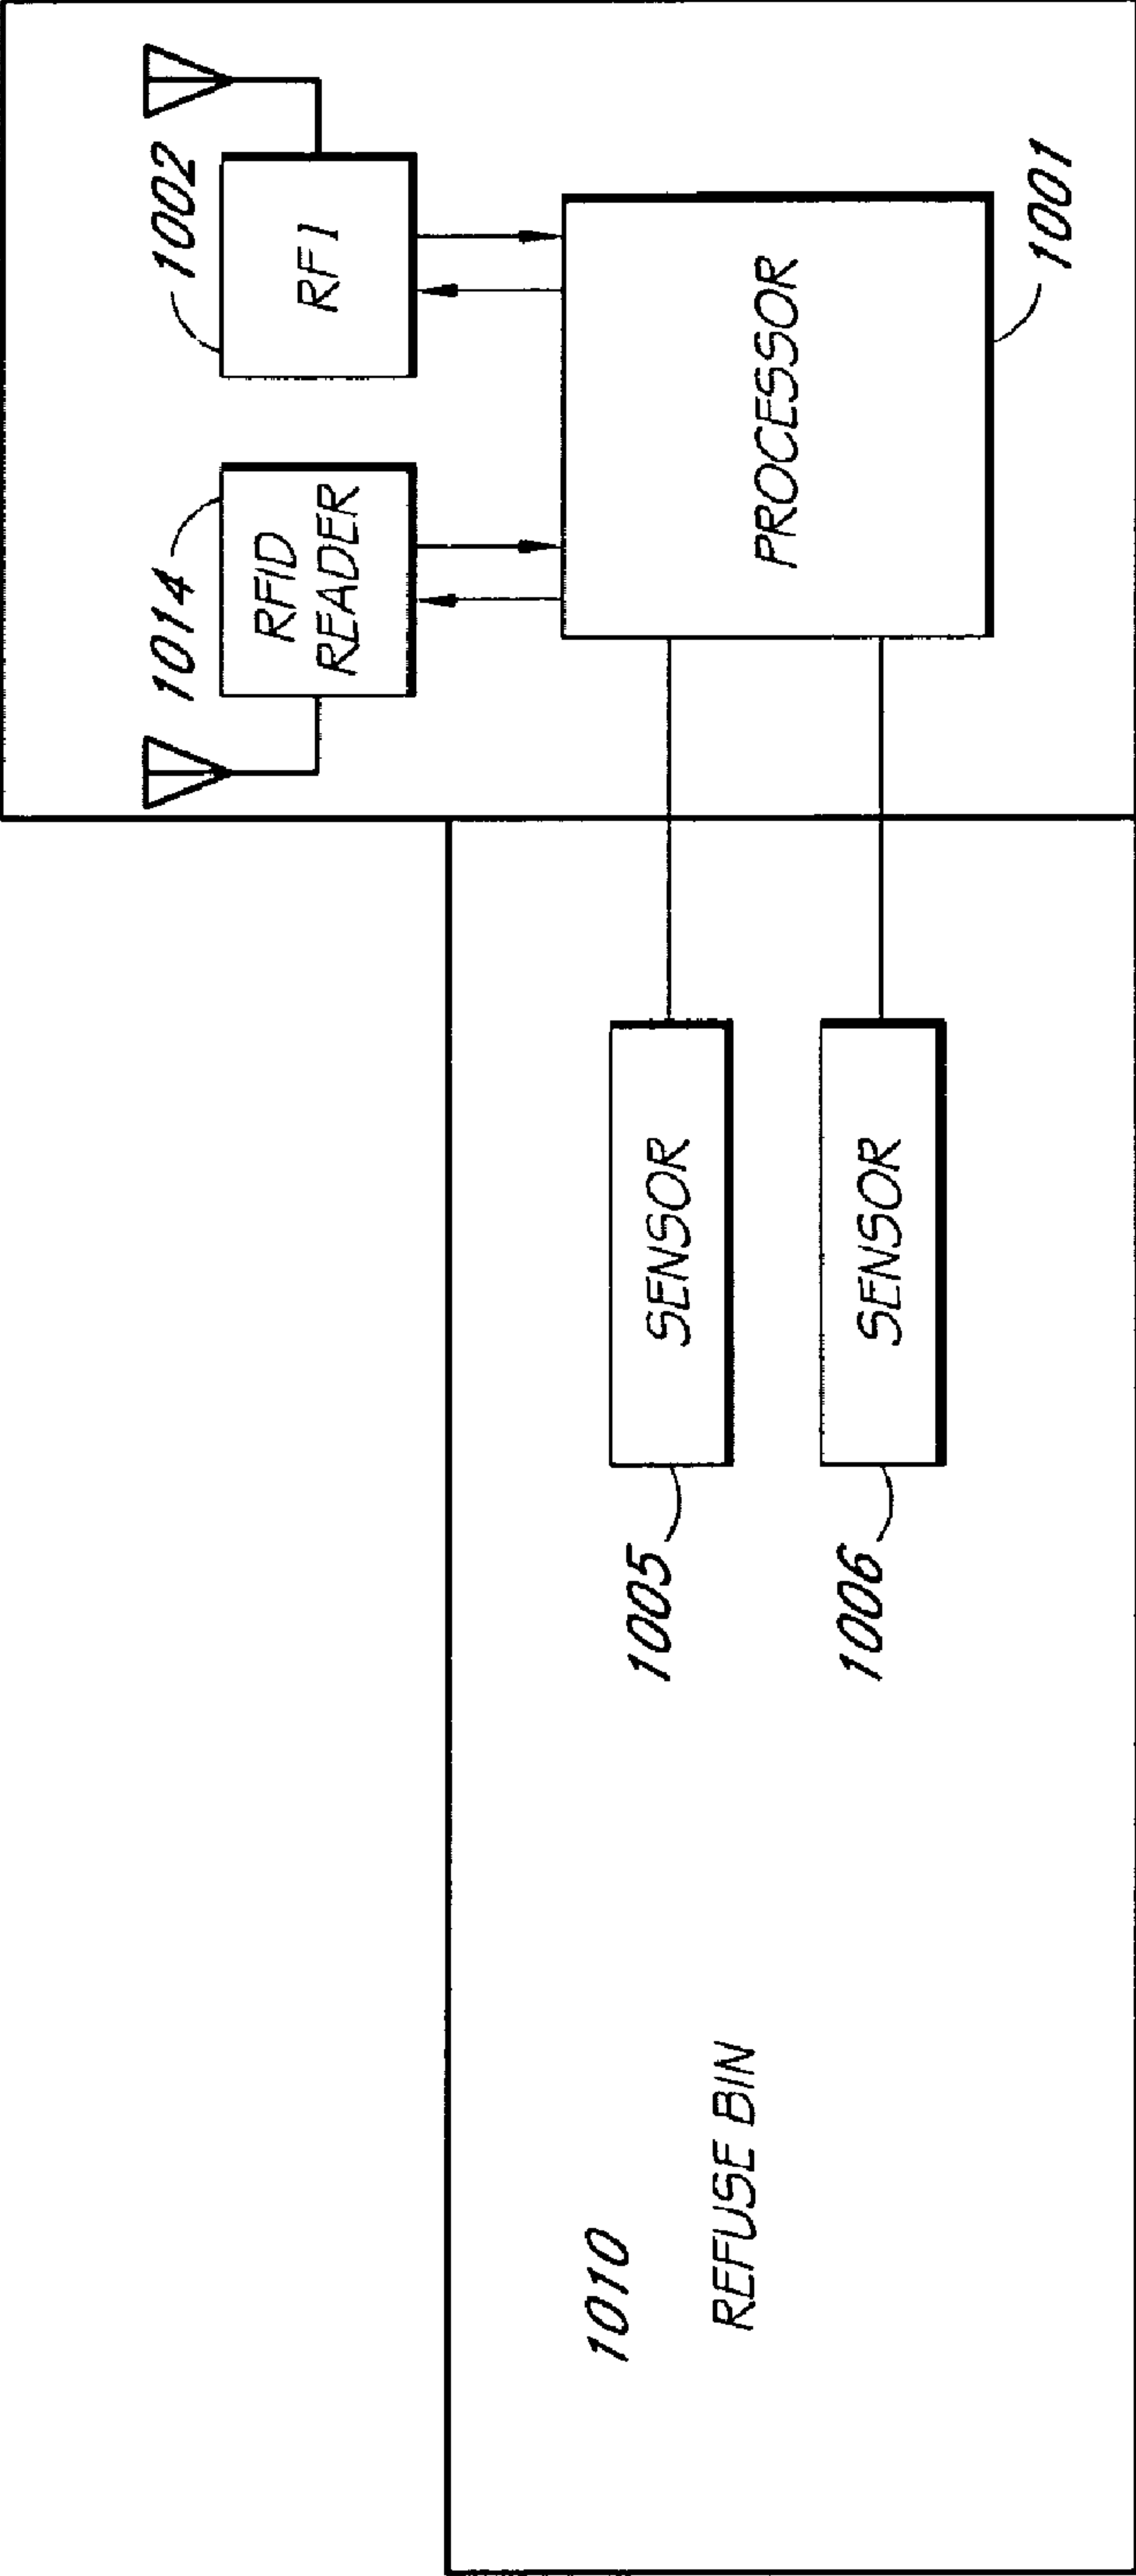 1014
RFID
READER
1002
RF1
PROCESSOR
1001
1005
SENSOR
1006
SENSOR
1010
REFUSE BIN